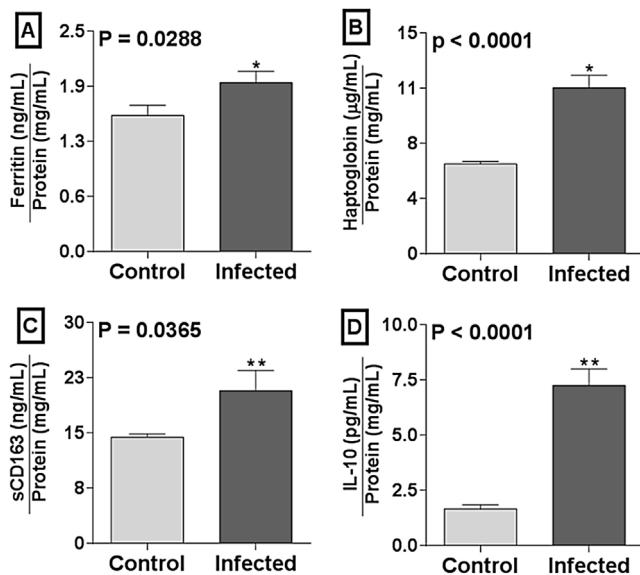 A
P = 0.0288
Ferritin (ng/mL)
Protein (mg/mL)
2.5
1.9
1.3
0.6
0.0
*
Control Infected
B
p < 0.0001
Haptoglobin (µg/mL)
Protein (mg/mL)
15
11
8
4
0
*
Control Infected
C
P = 0.0365
sCD163 (ng/mL)
Protein (mg/mL)
30
23
15
8
0
**
Control Infected
D
P < 0.0001
IL-10 (pg/mL)
Protein (mg/mL)
10.0
7.5
5.0
2.5
0.0
**
Control Infected